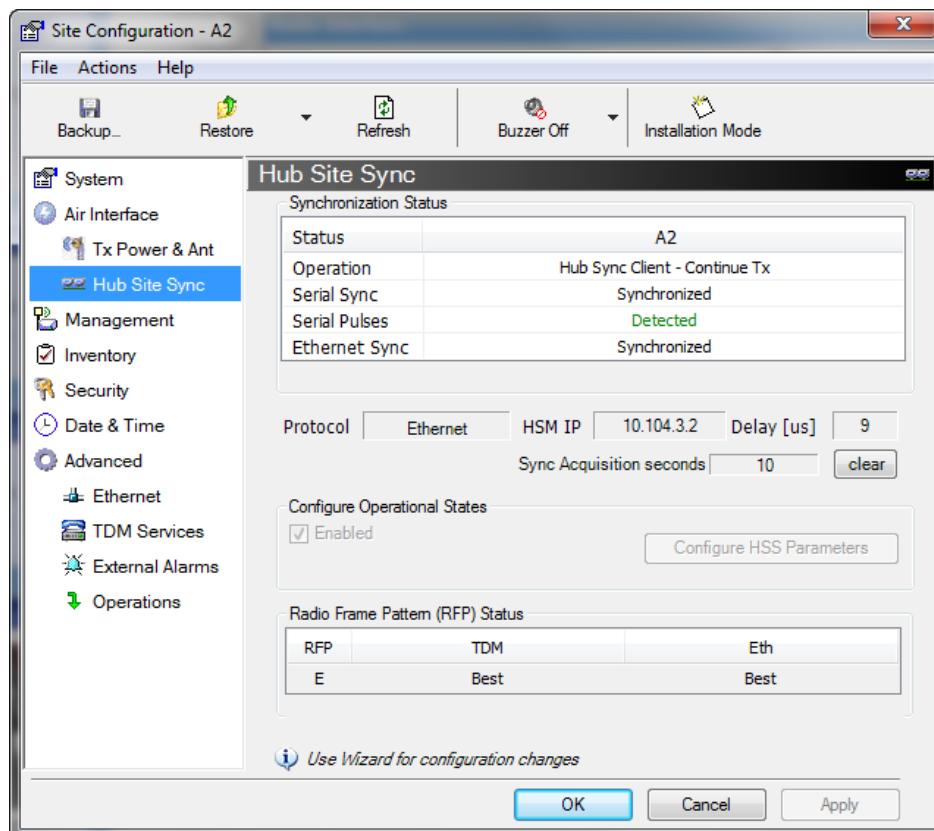 Site Configuration - A2
File Actions Help
Backup... Restore Refresh Buzzer Off Installation Mode
System
Air Interface
Tx Power & Ant
Hub Site Sync
Management
Inventory
Security
Date & Time
Advanced
Ethernet
TDM Services
External Alarms
Operations
Hub Site Sync
Synchronization Status
Status A2
Operation Hub Sync Client - Continue Tx
Serial Sync Synchronized
Serial Pulses Detected
Ethernet Sync Synchronized
Protocol Ethernet HSM IP 10.104.3.2 Delay [us] 9
Sync Acquisition seconds 10 clear
Configure Operational States
Enabled
Configure HSS Parameters
Radio Frame Pattern (RFP) Status
RFP TDM Eth
E Best Best
Use Wizard for configuration changes
OK Cancel Apply